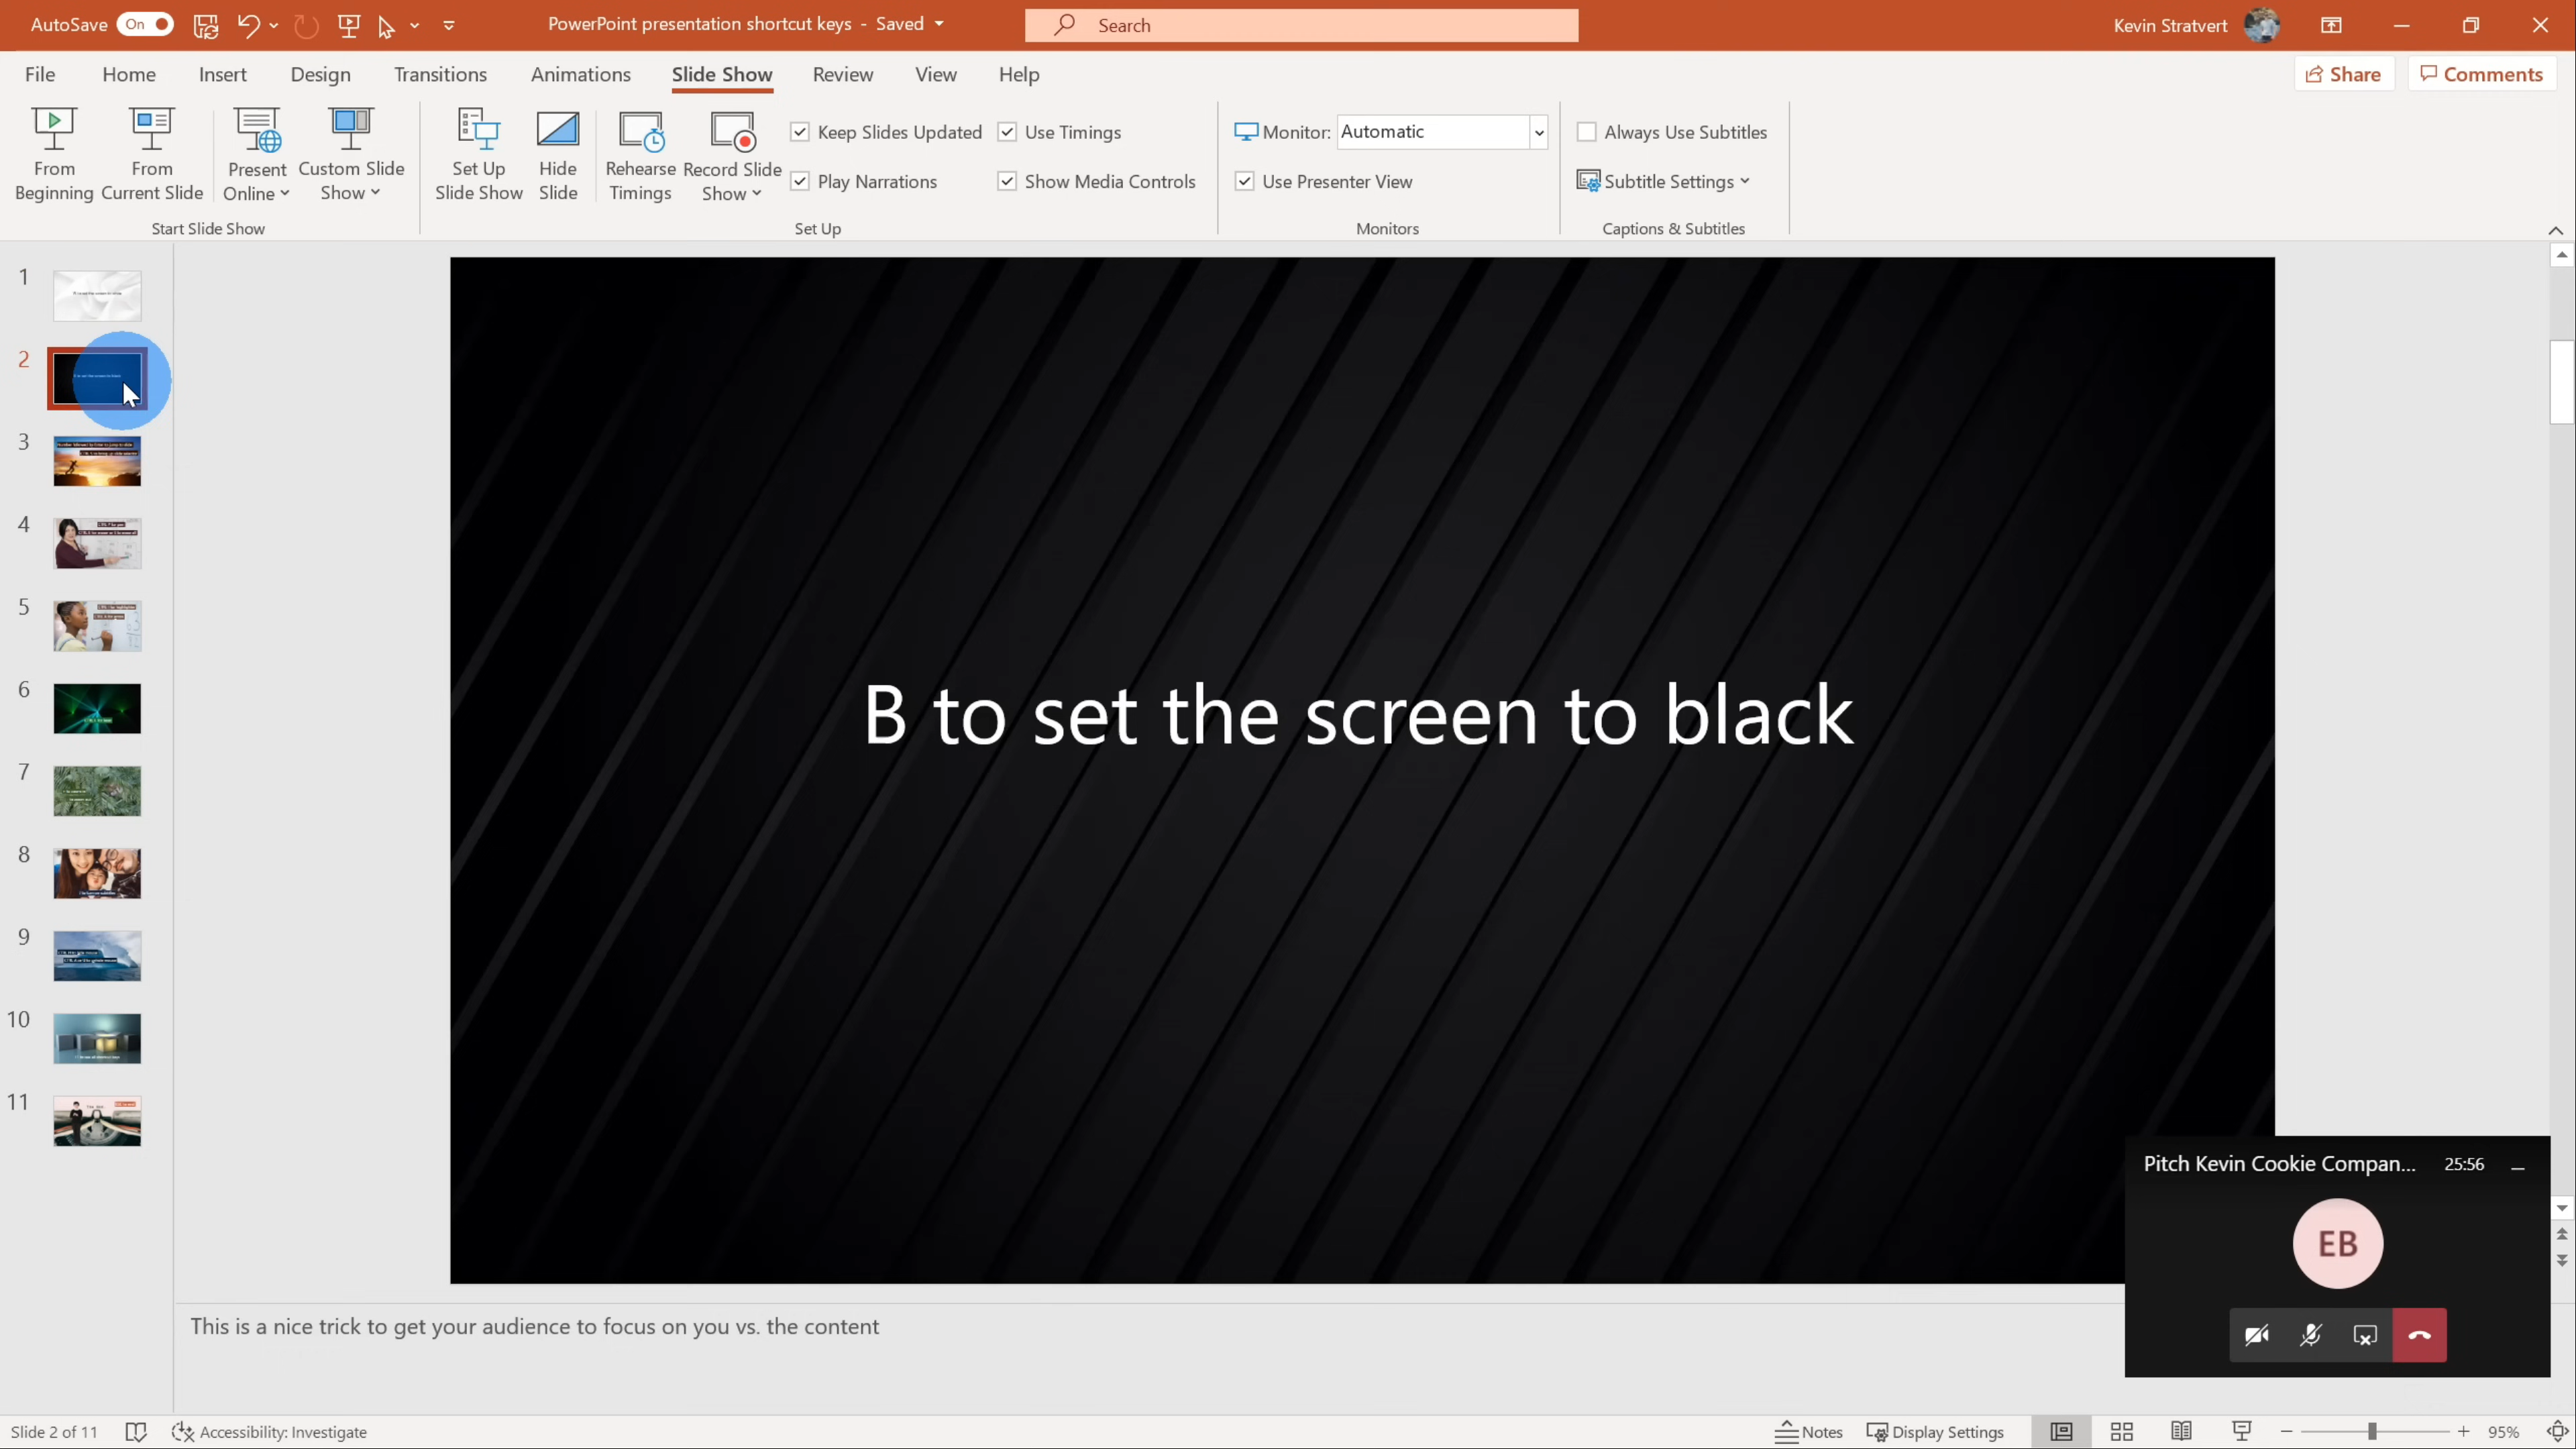 AutoSave On PowerPoint presentation shortcut keys - Saved Search Kevin Stratvert
File Home Insert Design Transitions Animations Slide Show Review View Help Share Comments
From Beginning
From Current Slide
Present Online
Custom Slide Show
Set Up Slide Show
Hide Slide
Rehearse Timings
Record Slide Show
Keep Slides Updated
Play Narrations
Use Timings
Show Media Controls
Monitor: Automatic
Use Presenter View
Always Use Subtitles
Subtitle Settings
Start Slide Show
Set Up
Monitors
Captions & Subtitles
1
2
3
4
5
6
7
8
9
10
11
B to set the screen to black
Pitch Kevin Cookie Compan... 25:56
EB
This is a nice trick to get your audience to focus on you vs. the content
Slide 2 of 11 Accessibility: Investigate Notes Display Settings 95%